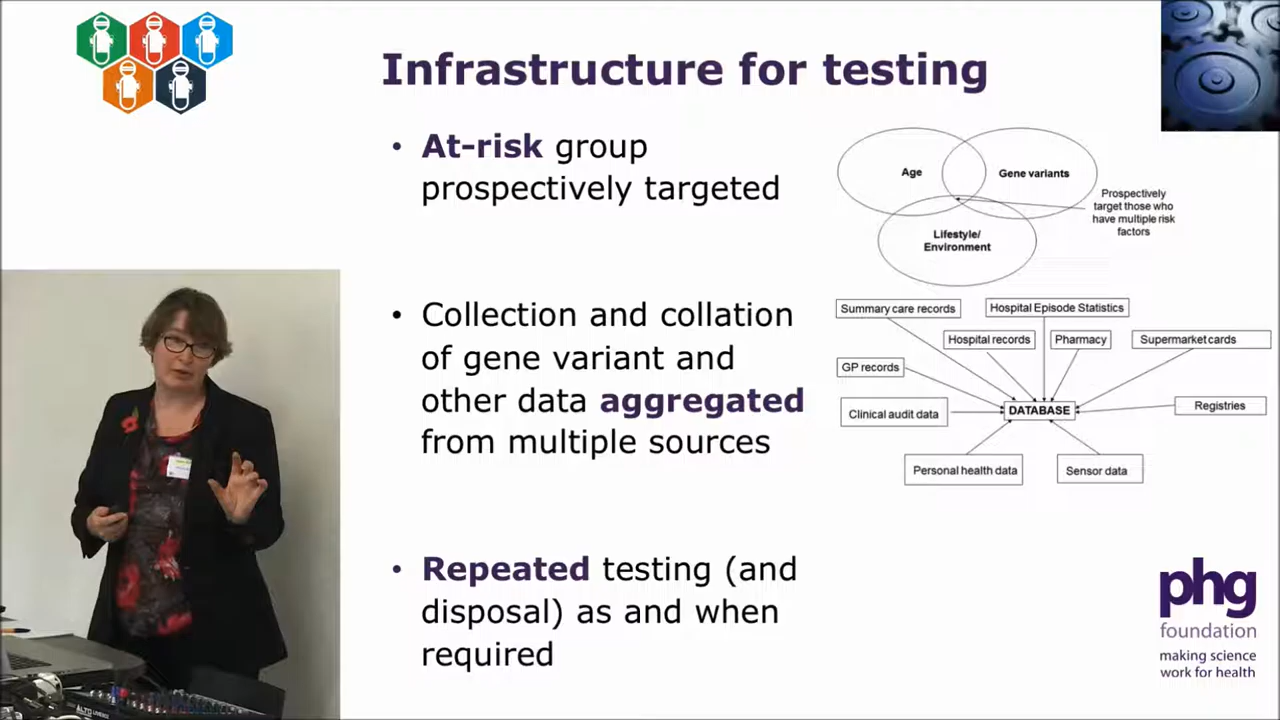 Infrastructure for testing
• At-risk group
prospectively targeted
Age
Gene variants
Lifestyle/
Environment
Prospectively
target those who
have multiple risk
factors
• Collection and collation
of gene variant and
other data aggregated
from multiple sources
Summary care records
Hospital Episode Statistics
Hospital records
Pharmacy
Supermarket cards
GP records
Clinical audit data
DATABASE
Registries
Personal health data
Sensor data
• Repeated testing (and
disposal) as and when
required
phg
foundation
making science
work for health
ALTO